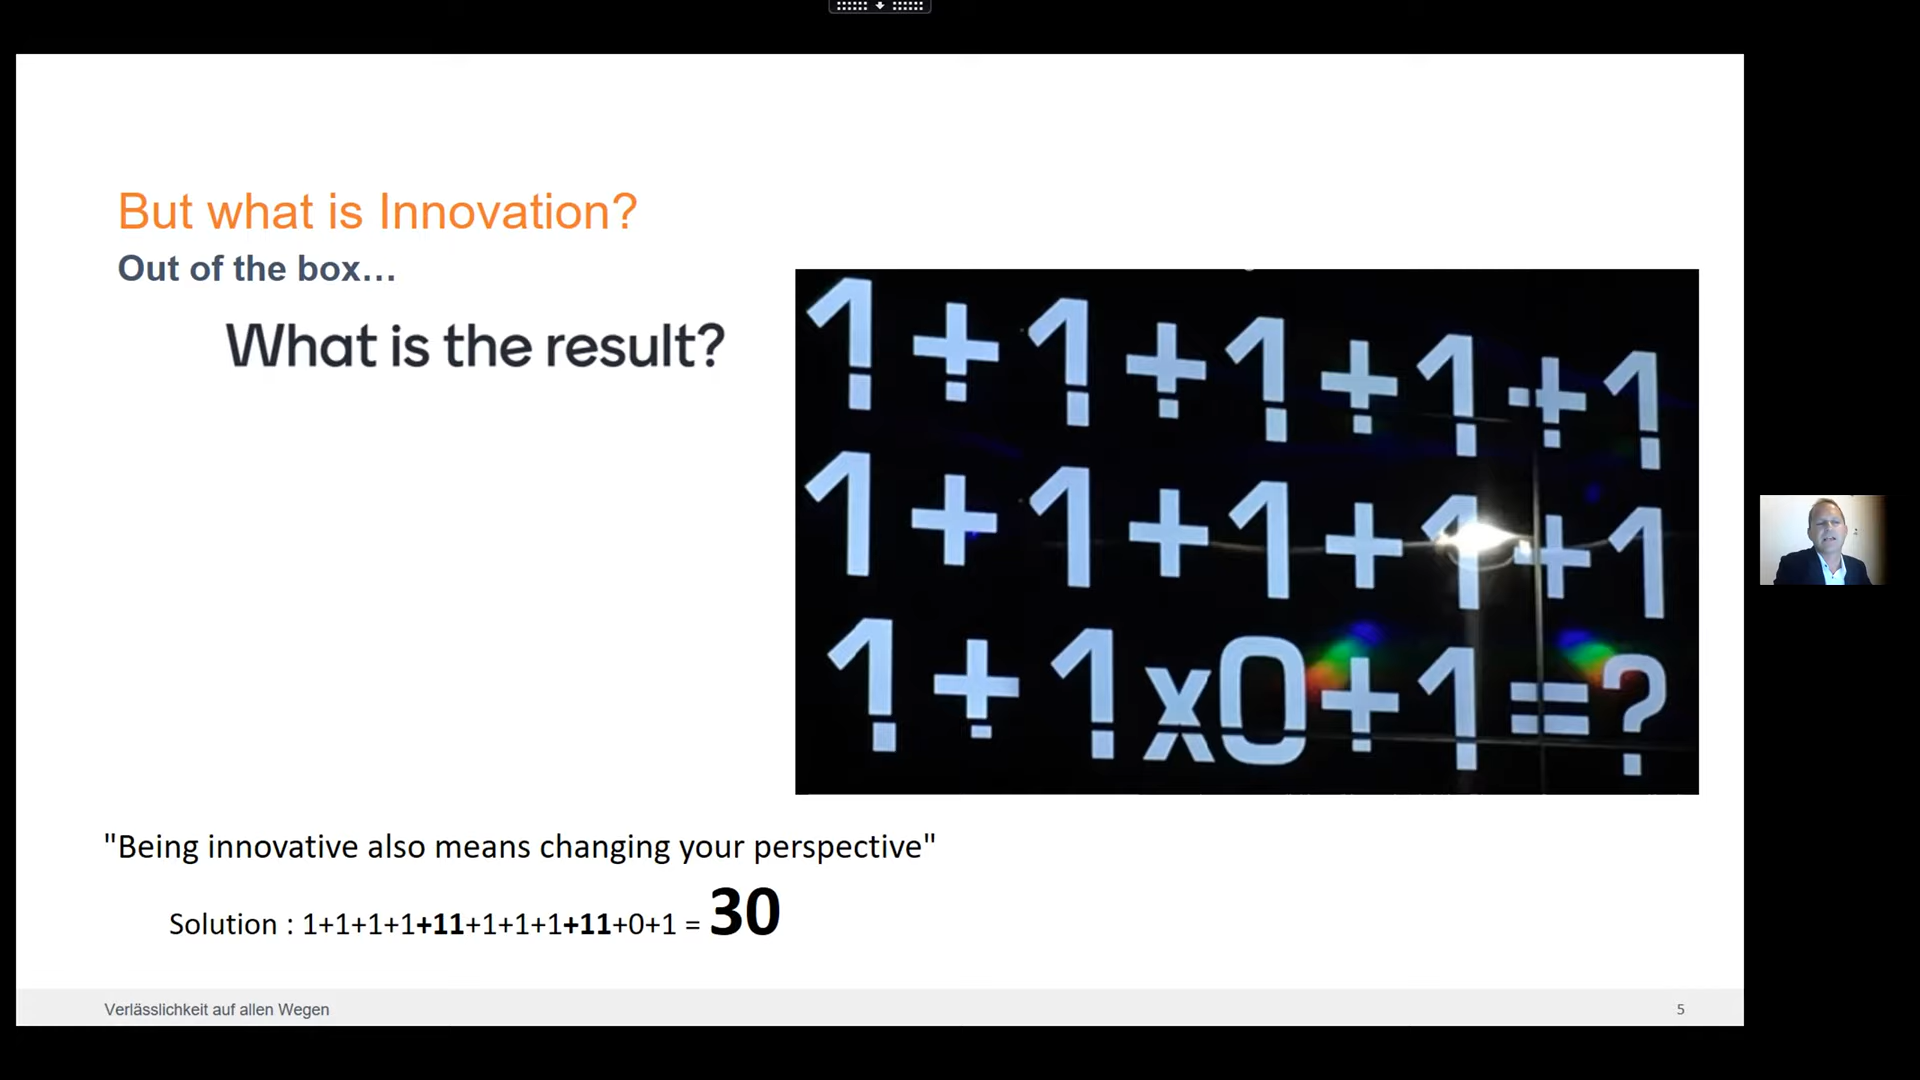 But what is Innovation?
Out of the box…
What is the result?
1+1+1+1+1
1+1+1+1+1
1+1x0+1=?
"Being innovative also means changing your perspective"
Solution : 1+1+1+1+11+1+1+1+11+0+1 = 30
Verlässlichkeit auf allen Wegen
5